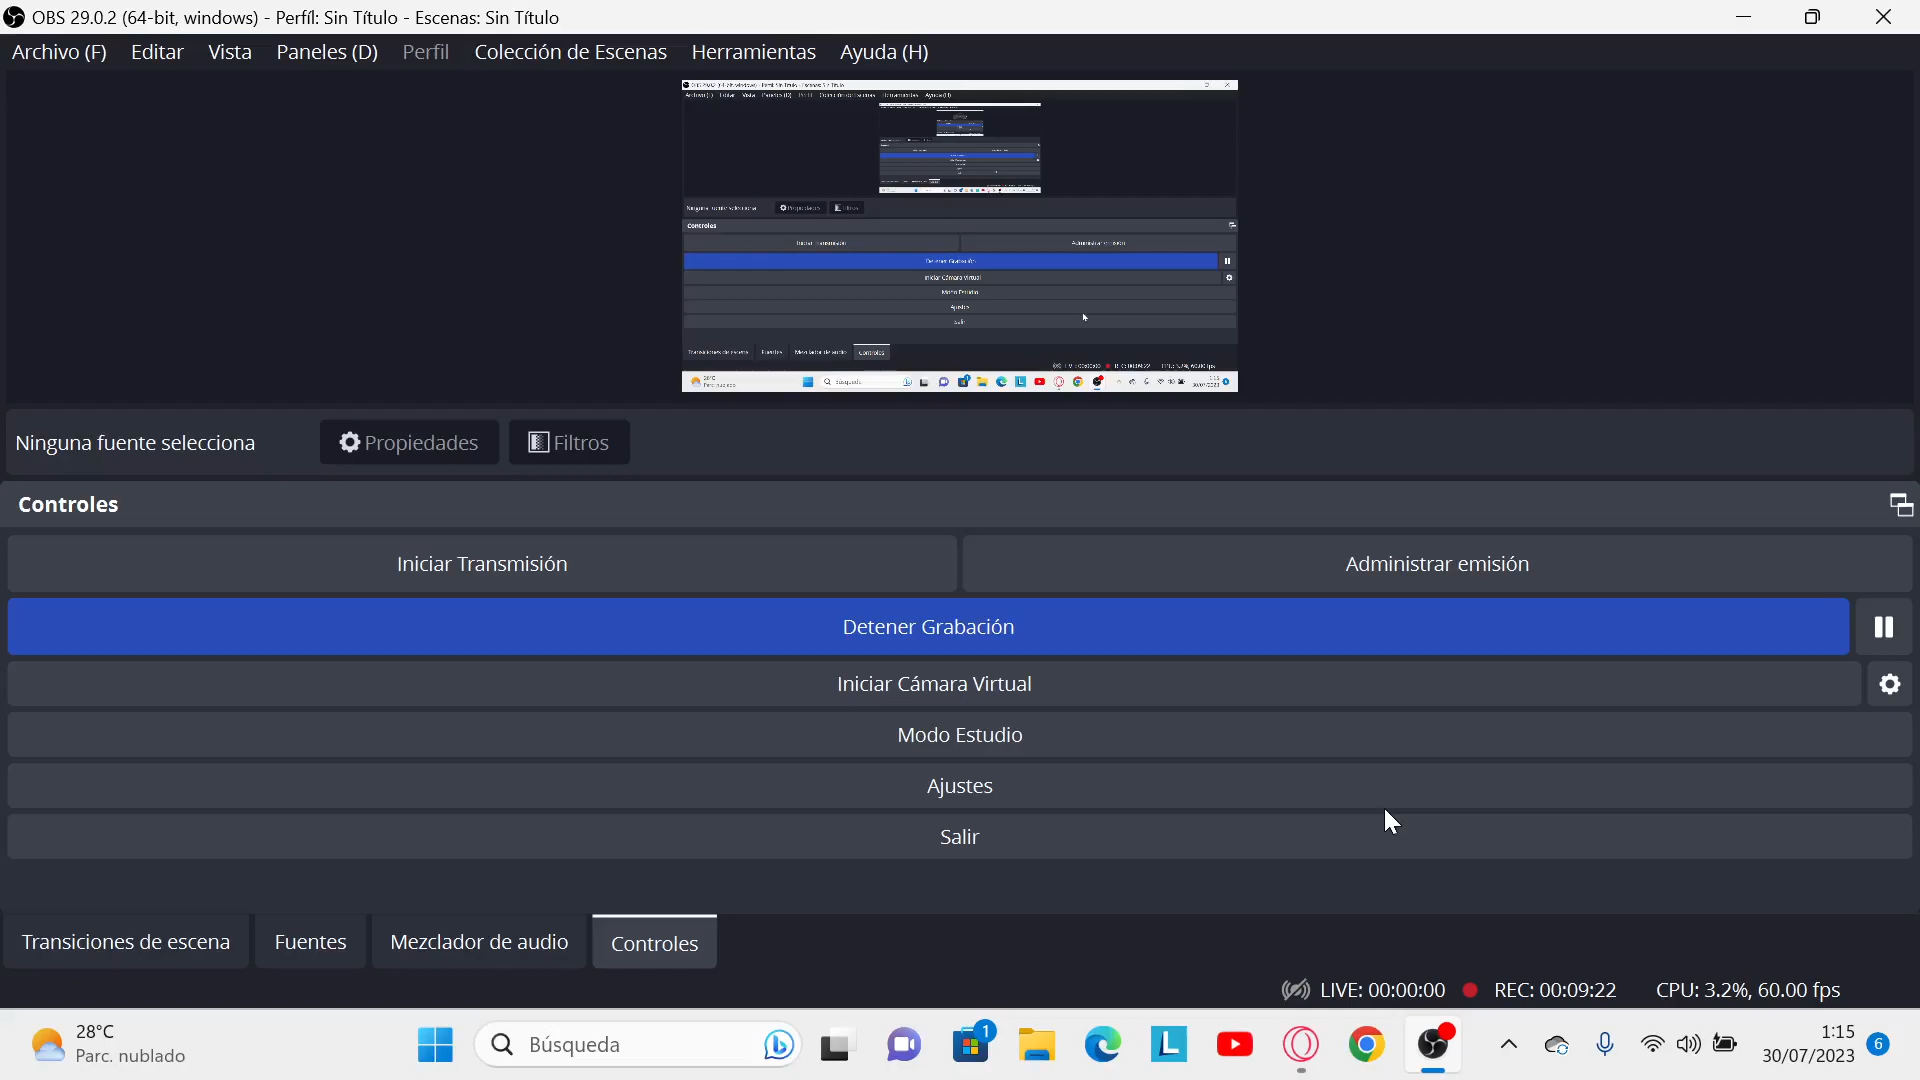 OBS 29.0.2 (64-bit, windows) - Perfíl: Sin Título - Escenas: Sin Título
Archivo (F) Editar Vista Paneles (D) Perfil Colección de Escenas Herramientas Ayuda (H)
Ninguna fuente selecciona Propiedades Filtros
Controles
Iniciar Transmisión Administrar emisión
Detener Grabación
Iniciar Cámara Virtual
Modo Estudio
Ajustes
Salir
Transiciones de escena Fuentes Mezclador de audio Controles
LIVE: 00:00:00 REC: 00:09:22 CPU: 3.2%, 60.00 fps
28°C
Parc. nublado
Búsqueda
1
L
1:15
30/07/2023
6